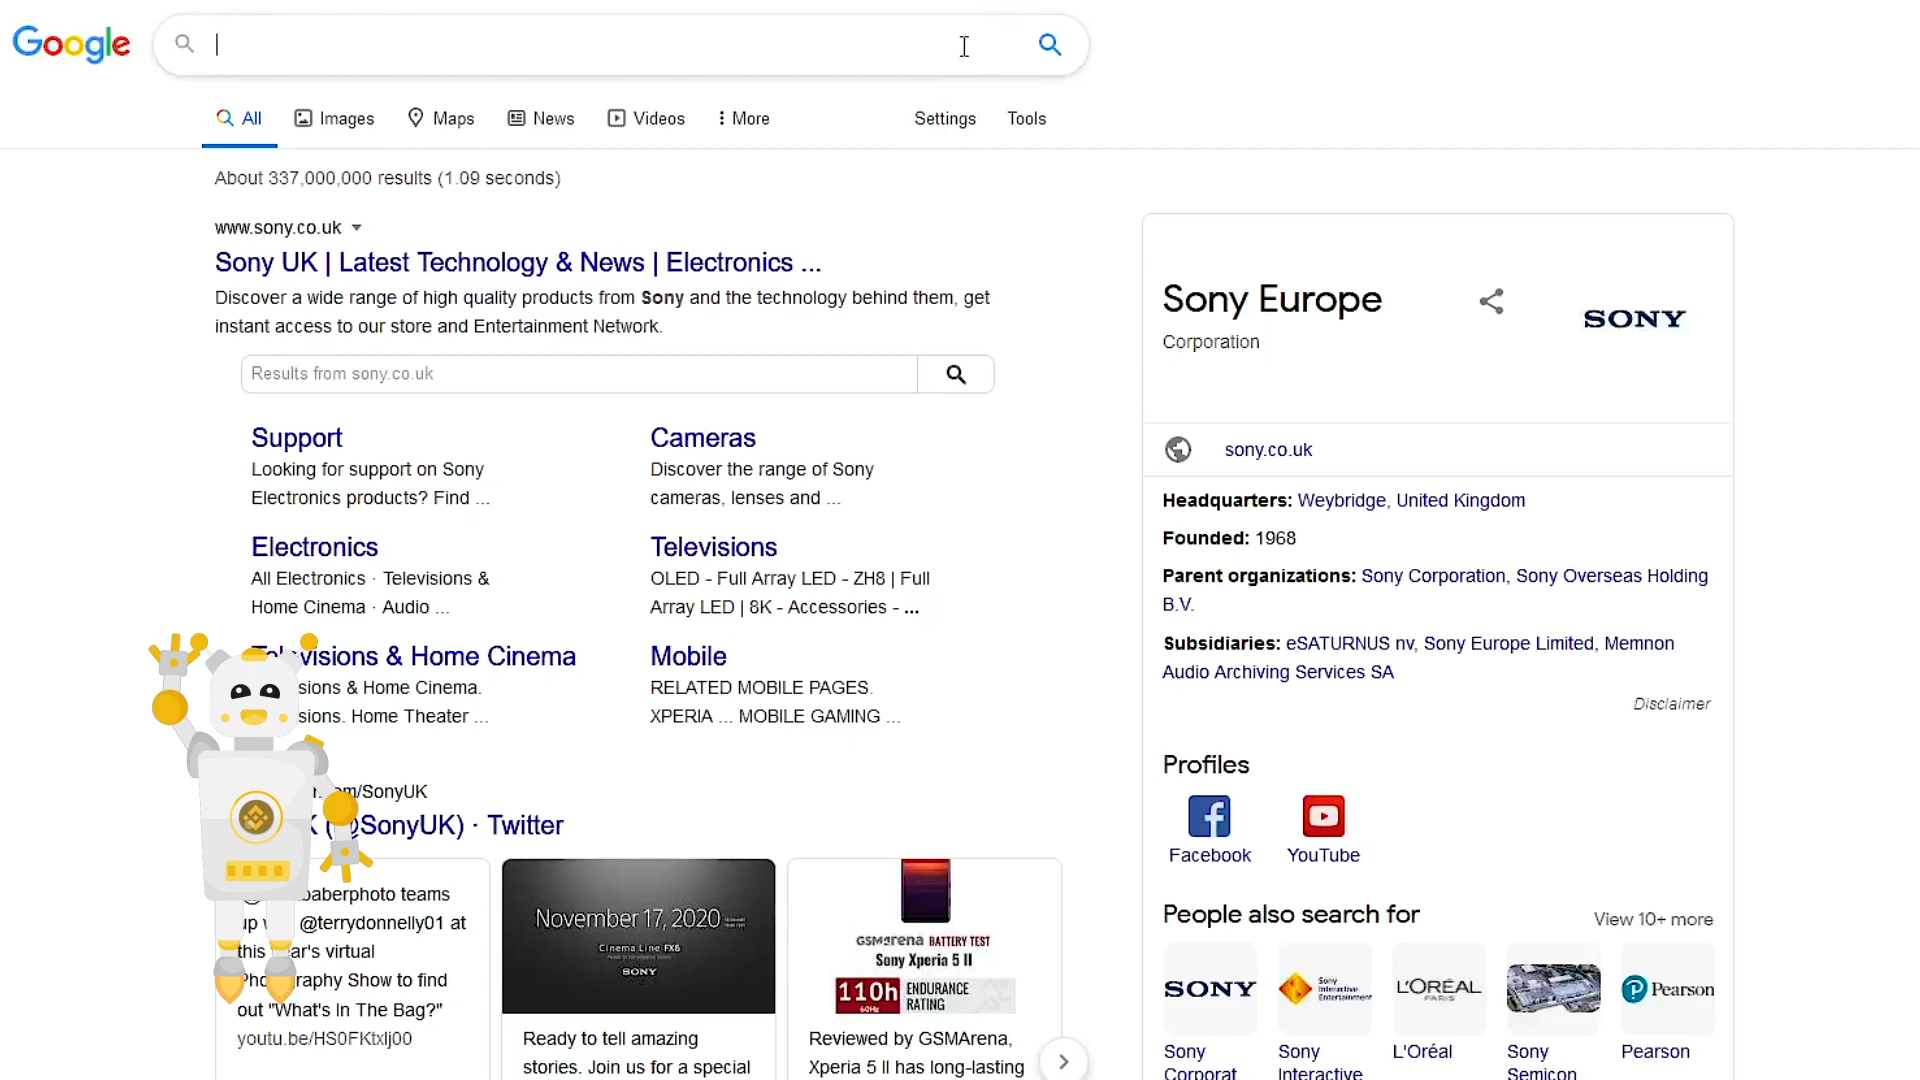 Google
All Images Maps News Videos More Settings Tools
About 337,000,000 results (1.09 seconds)
www.sony.co.uk
Sony UK | Latest Technology & News | Electronics ...
Discover a wide range of high quality products from Sony and the technology behind them, get
instant access to our store and Entertainment Network.
Results from sony.co.uk
Support
Looking for support on Sony
Electronics products? Find ...
Cameras
Discover the range of Sony
cameras, lenses and ...
Electronics
All Electronics · Televisions &
Home Cinema · Audio ...
Televisions
OLED - Full Array LED - ZH8 | Full
Array LED | 8K - Accessories - ...
& Home Cinema
& Home Cinema.
Home Theater ...
Mobile
RELATED MOBILE PAGES.
XPERIA ... MOBILE GAMING ...
/SonyUK
(@SonyUK) · Twitter
teams
up @terrydonnelly01 at
this virtual
Show to find
out "What's In The Bag?"
youtu.be/HS0FKtxlj00
November 17, 2020
Cinema Line FX6
SONY
Ready to tell amazing
stories. Join us for a special
GSMArena BATTERY TEST
Sony Xperia 5 II
110h ENDURANCE
60Hz RATING
Reviewed by GSMArena,
Xperia 5 II has long-lasting
Sony Europe
Corporation
SONY
sony.co.uk
Headquarters: Weybridge, United Kingdom
Founded: 1968
Parent organizations: Sony Corporation, Sony Overseas Holding
B.V.
Subsidiaries: eSATURNUS nv, Sony Europe Limited, Memnon
Audio Archiving Services SA
Disclaimer
Profiles
Facebook YouTube
People also search for View 10+ more
SONY
Sony
Interactive
Entertainment
L'ORÉAL
PARIS
Pearson
Sony
Corporat...
Sony
Interactive
L'Oréal
Sony
Semicon...
Pearson